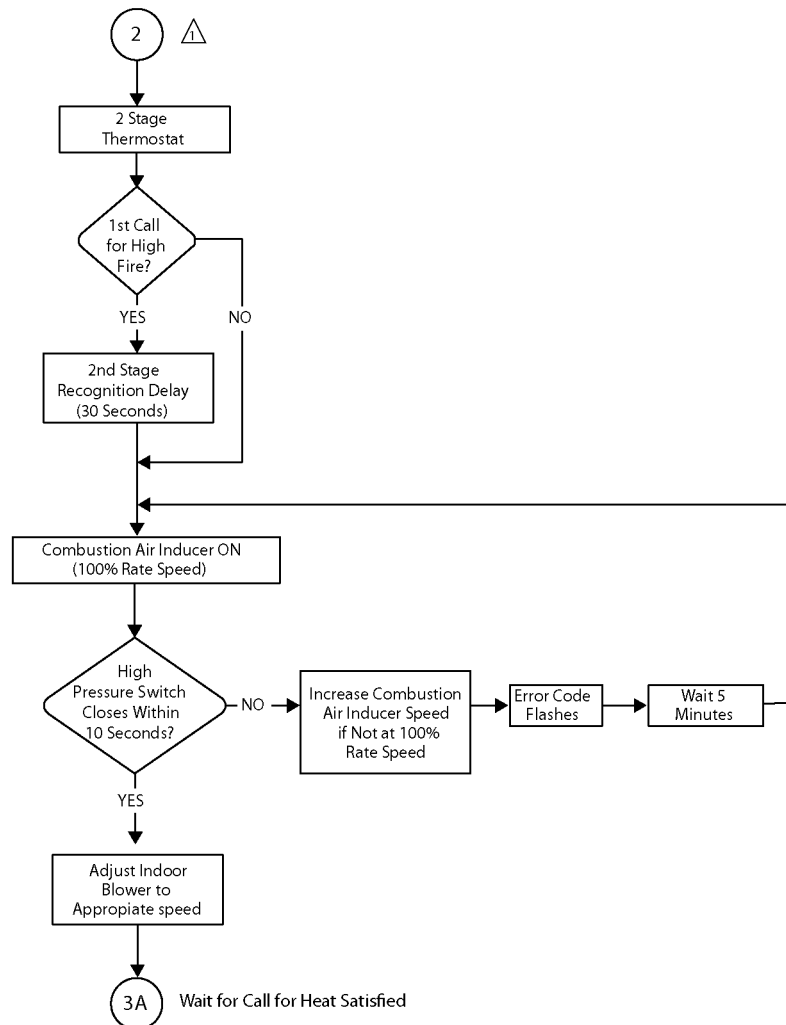 2
1
2 Stage
Thermostat
1st Call
for High
Fire?
YES
NO
2nd Stage
Recognition Delay
(30 Seconds)
Combustion Air Inducer ON
(100% Rate Speed)
High
Pressure Switch
Closes Within
10 Seconds?
NO
Increase Combustion
Air Inducer Speed
if Not at 100%
Rate Speed
Error Code
Flashes
Wait 5
Minutes
YES
Adjust Indoor
Blower to
Appropiate speed
3A
Wait for Call for Heat Satisfied